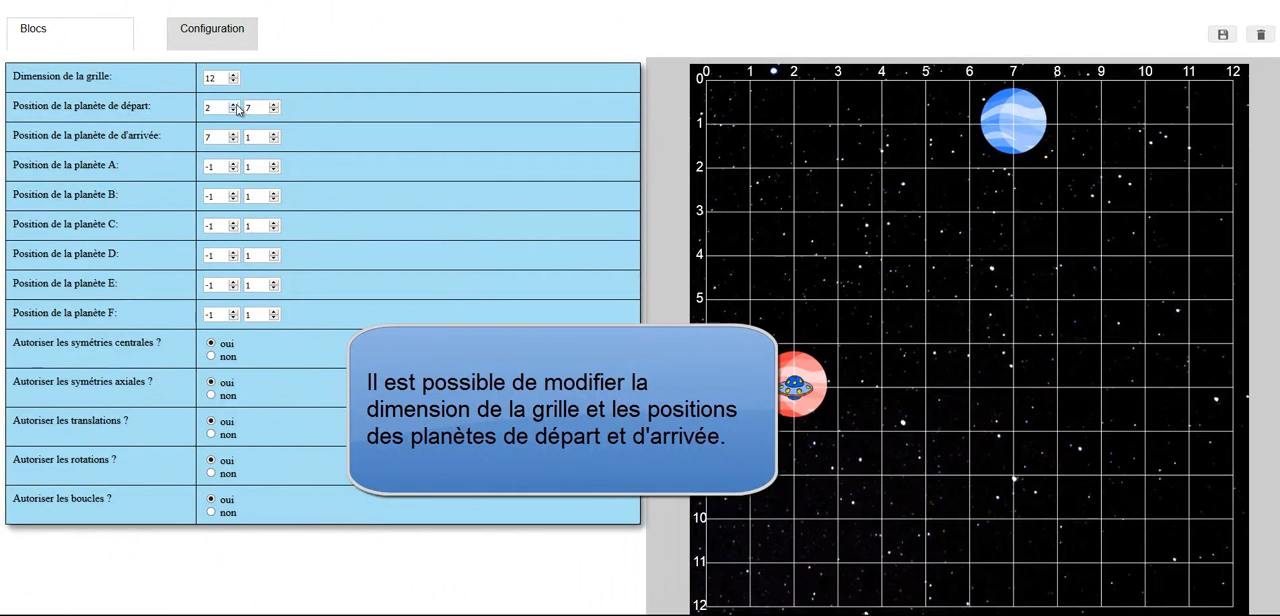 Blocs
Configuration
Dimension de la grille:
12
Position de la planète de départ:
2 7
Position de la planète de d'arrivée:
7 1
Position de la planète A:
-1 1
Position de la planète B:
-1 1
Position de la planète C:
-1 1
Position de la planète D:
-1 1
Position de la planète E:
-1 1
Position de la planète F:
-1 1
Autoriser les symétries centrales ?
oui
non
Autoriser les symétries axiales ?
oui
non
Autoriser les translations ?
oui
non
Autoriser les rotations ?
oui
non
Autoriser les boucles ?
oui
non
Il est possible de modifier la
dimension de la grille et les positions
des planètes de départ et d'arrivée.
0 1 2 3 4 5 6 7 8 9 10 11 12
0
1
2
3
4
5
10
11
12